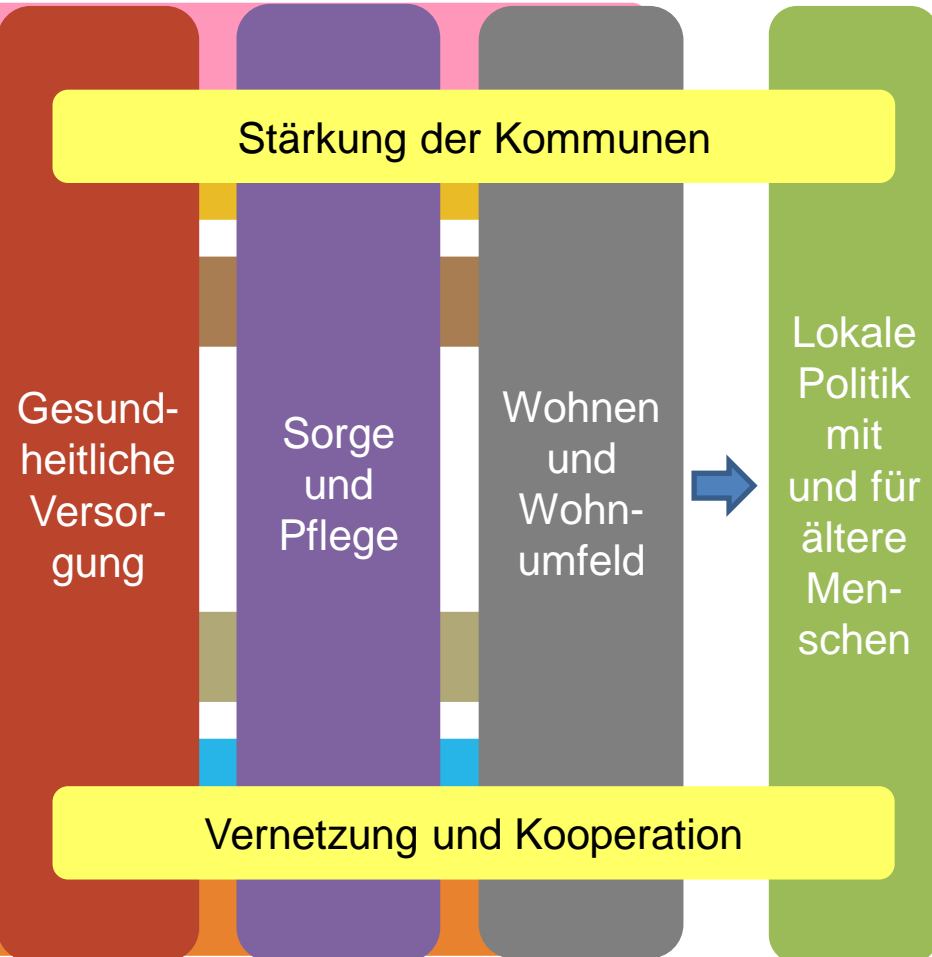 Stärkung der Kommunen
Gesund-
heitliche
Versor-
gung
Sorge
und
Pflege
Wohnen
und
Wohn-
umfeld
Lokale
Politik
mit
und für
ältere
Men-
schen
Vernetzung und Kooperation